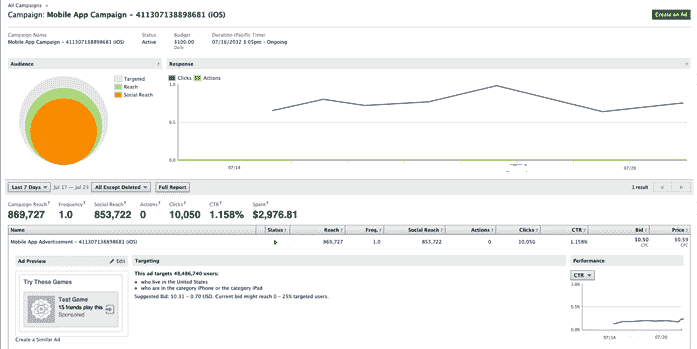 All Campaigns
Campaign: Mobile App Campaign - 411307138898681 (iOS)
Create an Ad
Campaign Name Status Budget Duration (Pacific Time)
Mobile App Campaign - 411307138898681 (iOS) Active $100.00 07/16/2012 3:05pm - Ongoing
Daily
Audience ? Response ?
Targeted
Reach
Social Reach
Clicks Actions
1.0
0.5
0.0
07/14 07/20
Last 7 Days Jul 17 — Jul 23 All Except Deleted Full Report 1 result
Campaign Reach? Frequency? Social Reach? Actions? Clicks? CTR? Spent?
869,727 1.0 853,722 0 10,050 1.158% $2,976.81
Name Status? Reach? Freq.? Social Reach? Actions? Clicks? CTR? Bid? Price?
Mobile App Advertisement - 411307138898681 (iOS) 869,727 1.0 853,722 0 10,050 1.158% $0.50 $0.59
CPC CPC
Ad Preview Edit Targeting Performance
Try These Games
Test Game
15 friends play this
Sponsored
Create a Similar Ad
This ad targets 48,486,740 users:
who live in the United States
who are in the category iPhone or the category iPad
Suggested Bid: $0.31 – 0.70 USD. Current bid might reach 0 – 25% targeted users.
CTR
1.0%
0.5%
0.0%
07/14 07/20